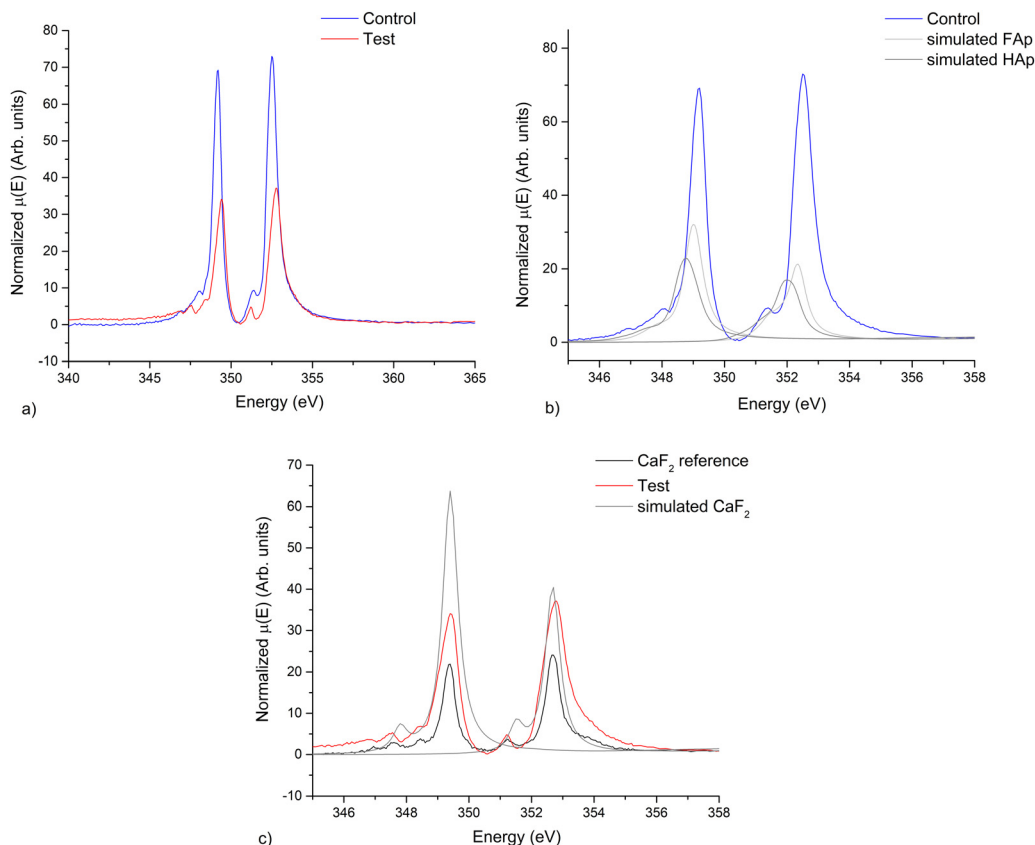 Control
Test
80
70
60
50
40
30
20
10
0
-10
Normalized μ(E) (Arb. units)
340 345 350 355 360 365
Energy (eV)
a)
Control
simulated FAp
simulated HAp
80
60
40
20
0
Normalized μ(E) (Arb. units)
346 348 350 352 354 356 358
Energy (eV)
b)
CaF₂ reference
Test
simulated CaF₂
70
60
50
40
30
20
10
0
-10
Normalized μ(E) (Arb. units)
346 348 350 352 354 356 358
Energy (eV)
c)